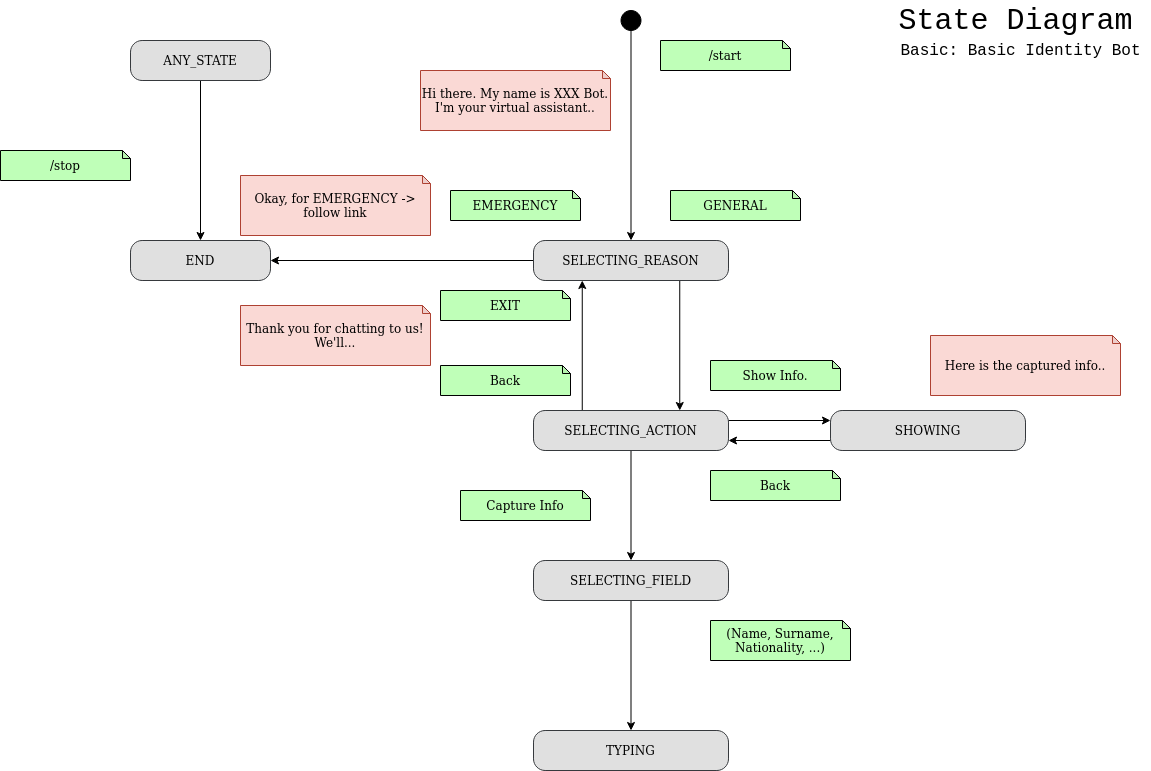 State Diagram
Basic: Basic Identity Bot
/start
ANY_STATE
Hi there. My name is XXX Bot.
I'm your virtual assistant..
/stop
Okay, for EMERGENCY ->
follow link
EMERGENCY
GENERAL
END
SELECTING_REASON
EXIT
Thank you for chatting to us!
We'll...
Back
Show Info.
Here is the captured info..
SELECTING_ACTION
SHOWING
Back
Capture Info
SELECTING_FIELD
(Name, Surname,
Nationality, ...)
TYPING